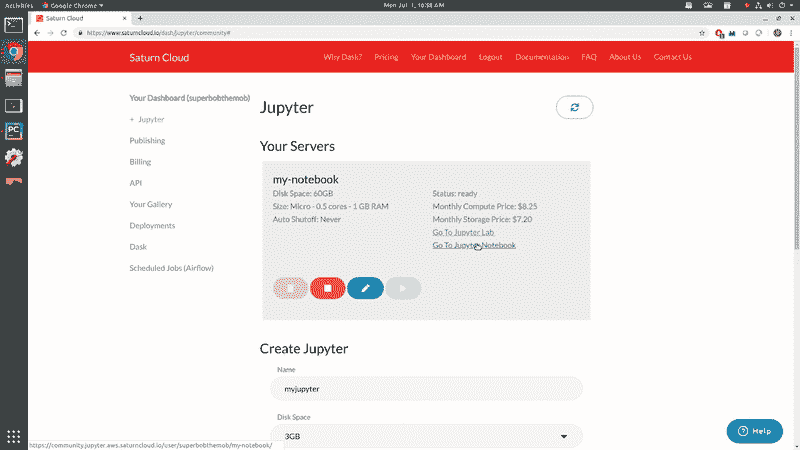 Activities
Google Chrome ▾
Mon Jul 1, 10:38 AM
Saturn Cloud
https://www.saturncloud.io/dash/jupyter/community#
Saturn Cloud
Why Dask?
Pricing
Your Dashboard
Logout
Documentation
FAQ
About Us
Contact Us
Your Dashboard (superbobthemob)
+ Jupyter
Publishing
Billing
API
Your Gallery
Deployments
Dask
Scheduled Jobs (Airflow)
Jupyter
Your Servers
my-notebook
Disk Space: 60GB
Size: Micro - 0.5 cores - 1 GB RAM
Auto Shutoff: Never
Status: ready
Monthly Compute Price: $8.25
Monthly Storage Price: $7.20
Go To Jupyter Lab
Go To Jupyter Notebook
Create Jupyter
Name
myjupyter
Disk Space
3GB
Help
https://community.jupyter.aws.saturncloud.io/user/superbobthemob/my-notebook/